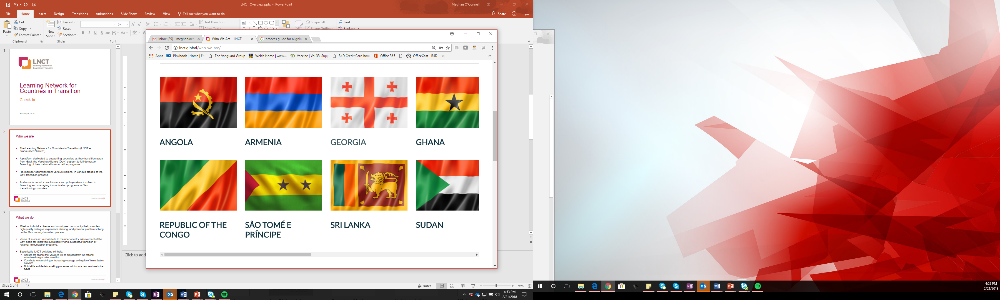 LNCT Overview.pptx - PowerPoint
Meghan O'Connell
File Home Insert Design Transitions Animations Slide Show Review View Tell me what you want to do
Share
Paste
Cut
Copy
Format Painter
Clipboard
New
Slide
Layout
Reset
Section
Slides
6+
B I U S abc AV Aa
Font
Text Direction
Align Text
Shape Fill
Shape Outline
Find
Replace
1
LNCT
Learning Network for
Countries in Transition
Learning Network for
Countries in Transition
Check-in
February 8, 2018
2
Who we are
The Learning Network for Countries in Transition (LNCT –
pronounced "linked")
A platform dedicated to supporting countries as they transition away
from Gavi, the Vaccine Alliance (Gavi) support to full domestic
financing of their national immunization programs.
15 member countries from various regions, in various stages of the
Gavi transition process
Audience is country practitioners and policymakers involved in
financing and managing immunization programs in Gavi
transitioning countries
LNCT
www.lnct.global
3
What we do
Mission: to build a diverse and country-led community that promotes
high quality dialogue, experience sharing, and practical problem solving
on the Gavi country transition process
Vision of success: to contribute to member country achievement of the
Gavi goals for improved sustainability and successful transition of
national immunization programs.
Specifically, LNCT activities will help:
Reduce the chance that vaccines will be dropped from the national
schedule during or after transition
Contribute to maintaining or increasing coverage and equity of immunization
activities
Build skills and decision-making processes to introduce new vaccines in the
future
LNCT
www.lnct.global
Inbox (89) - meghan.oco
Who We Are - LNCT
process guide for alignin
lnct.global/who-we-are/
Apps
Pinkbook | Home | Ep
The Vanguard Group
Welch Home | www.w
SD Vaccine | Vol 33, Supp
R4D Credit Card hom
Office 365
OfficeCast - R4D - Lo
ANGOLA
ARMENIA
GEORGIA
GHANA
REPUBLIC OF THE
CONGO
SÃO TOMÉ E
PRÍNCIPE
SRI LANKA
SUDAN
Click to add
Slide 2 of 4
Notes
95%
4:53 PM
2/21/2018
4:53 PM
2/21/2018